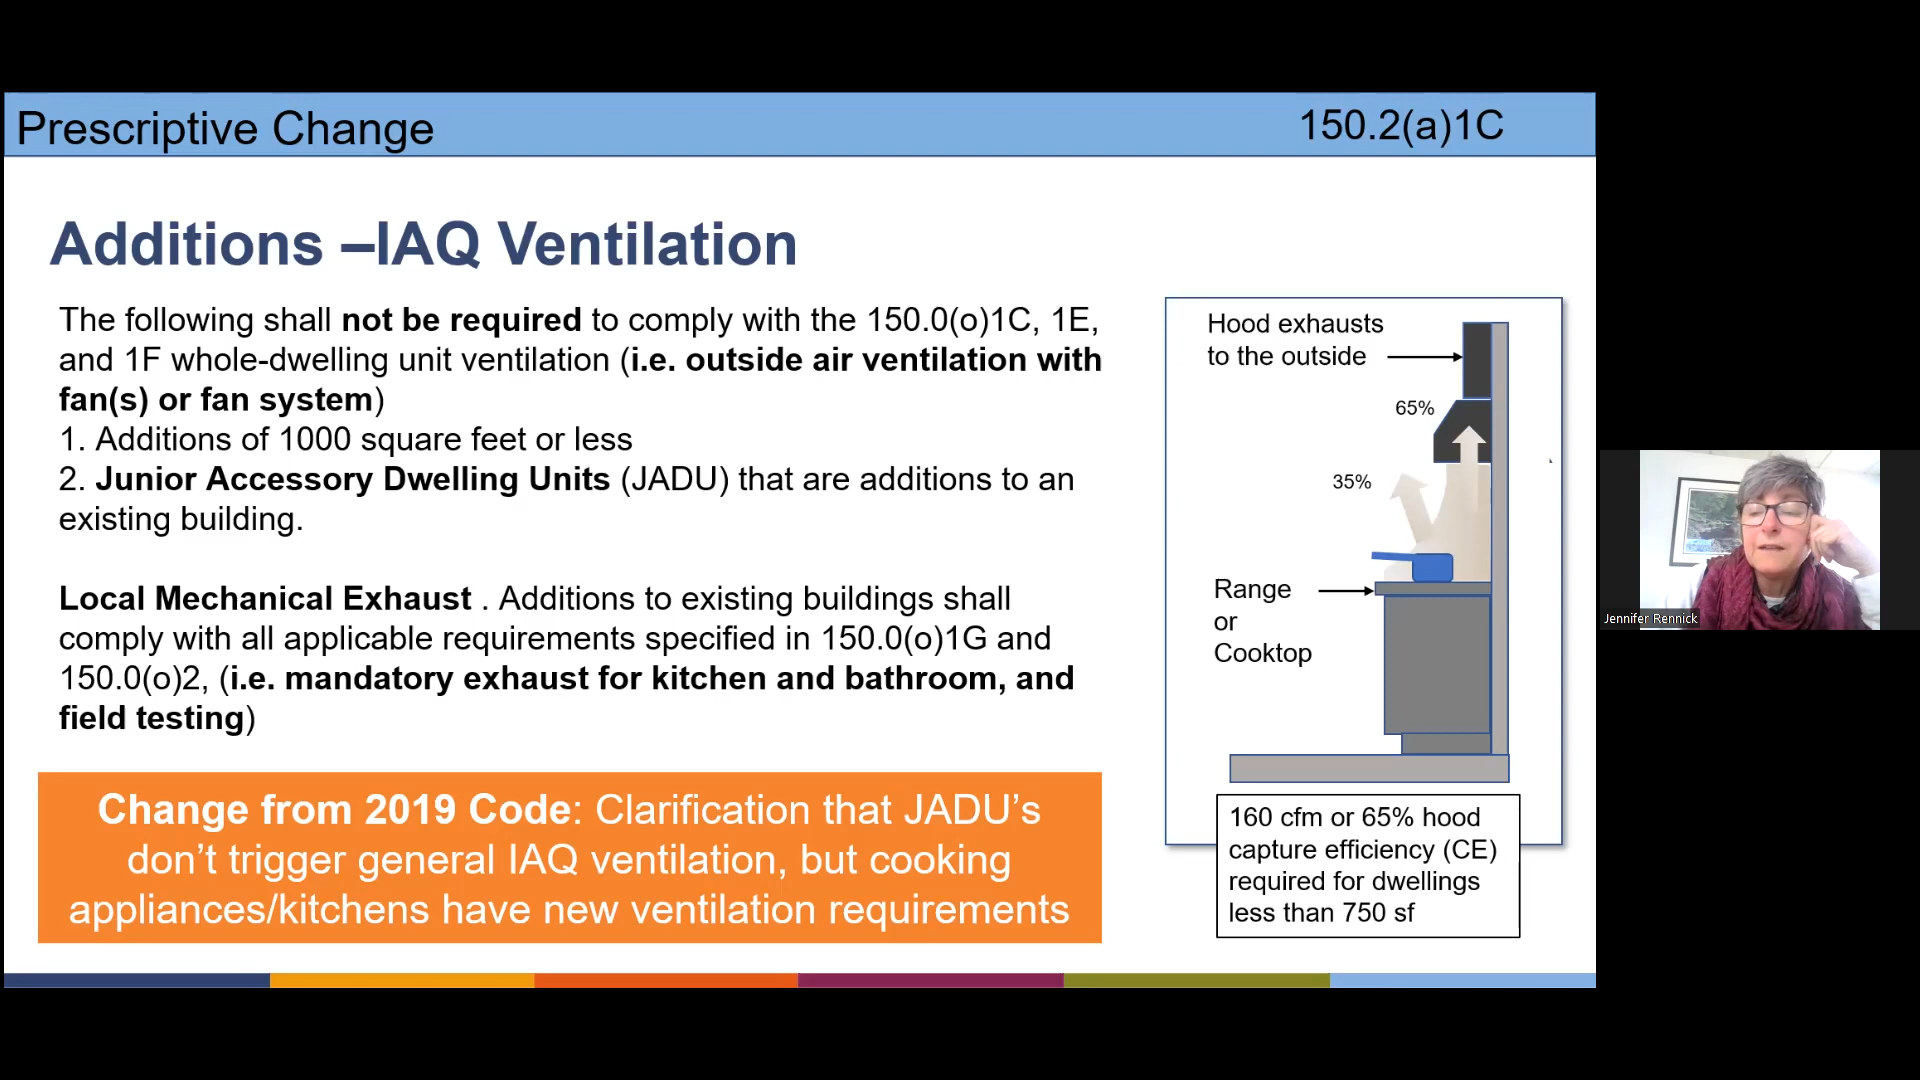 Prescriptive Change
150.2(a)1C
Additions –IAQ Ventilation
The following shall not be required to comply with the 150.0(o)1C, 1E,
and 1F whole-dwelling unit ventilation (i.e. outside air ventilation with
fan(s) or fan system)
1. Additions of 1000 square feet or less
2. Junior Accessory Dwelling Units (JADU) that are additions to an
existing building.
Local Mechanical Exhaust . Additions to existing buildings shall
comply with all applicable requirements specified in 150.0(o)1G and
150.0(o)2, (i.e. mandatory exhaust for kitchen and bathroom, and
field testing)
Change from 2019 Code: Clarification that JADU’s
don’t trigger general IAQ ventilation, but cooking
appliances/kitchens have new ventilation requirements
Hood exhausts
to the outside
65%
35%
Range
or
Cooktop
160 cfm or 65% hood
capture efficiency (CE)
required for dwellings
less than 750 sf
Jennifer Rennick